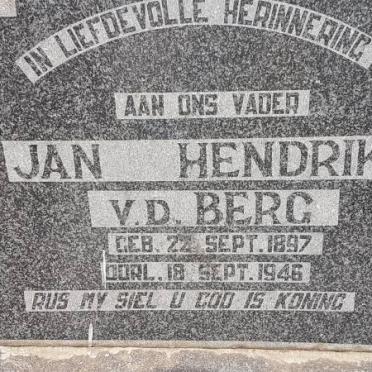 IN LIEFDEVOLLE HERINNERING
AAN ONS VADER
JAN HENDRIK
V.D. BERG
GEB. 22 SEPT. 1897
OORL. 18 SEPT. 1946
RUS MY SIEL U GOD IS KONING